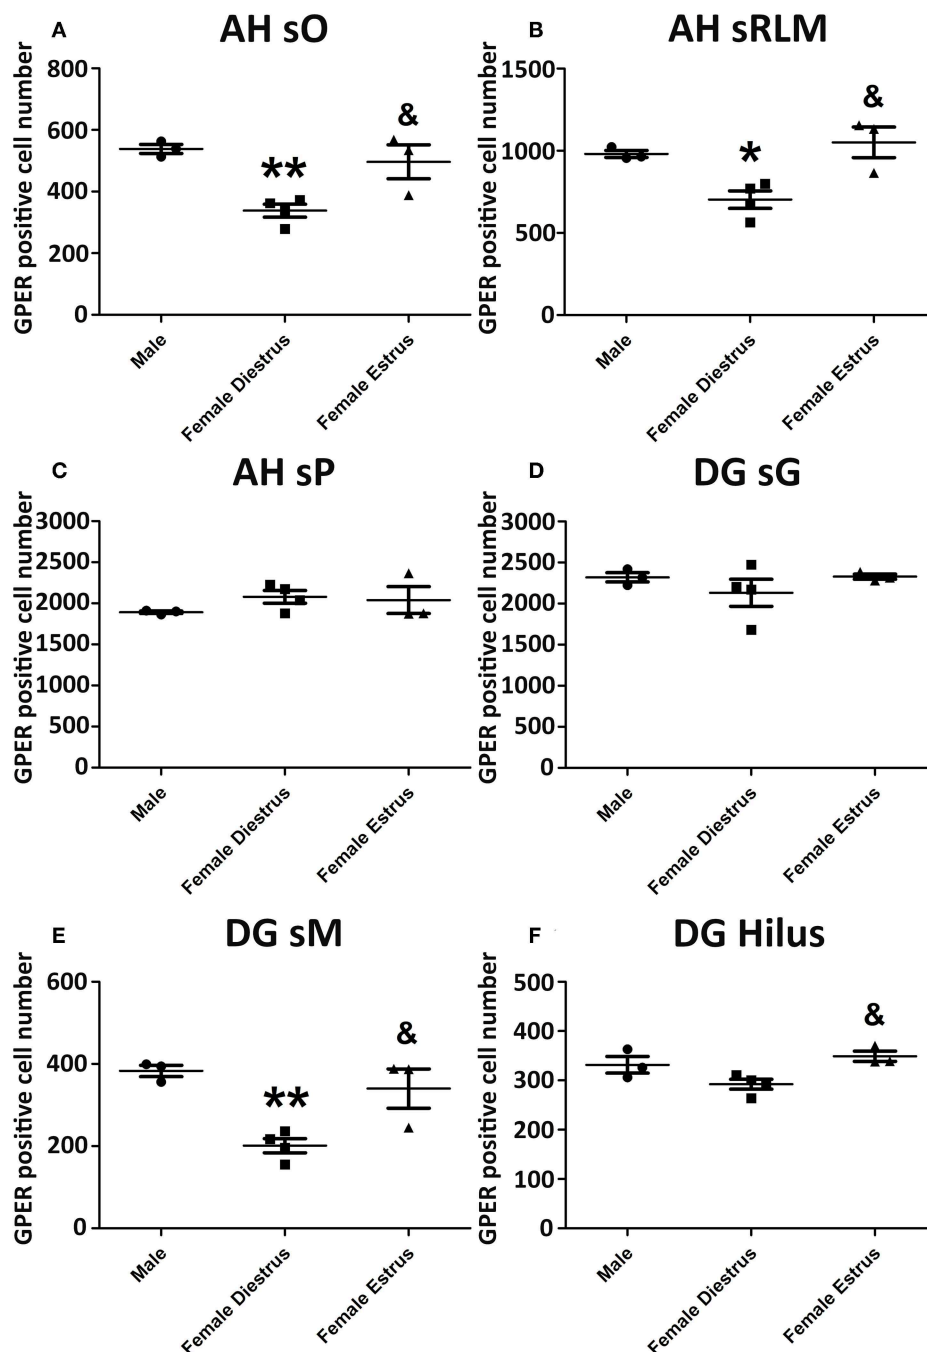 A
AH sO
GPER positive cell number
800
600
400
200
0
**
&
Male
Female Diestrus
Female Estrus
B
AH sRLM
GPER positive cell number
1500
1000
500
0
*
&
Male
Female Diestrus
Female Estrus
C
AH sP
GPER positive cell number
3000
2500
2000
1500
1000
500
0
Male
Female Diestrus
Female Estrus
D
DG sG
GPER positive cell number
3000
2500
2000
1500
1000
500
0
Male
Female Diestrus
Female Estrus
E
DG sM
GPER positive cell number
600
400
200
0
**
&
Male
Female Diestrus
Female Estrus
F
DG Hilus
GPER positive cell number
500
400
300
200
100
0
&
Male
Female Diestrus
Female Estrus